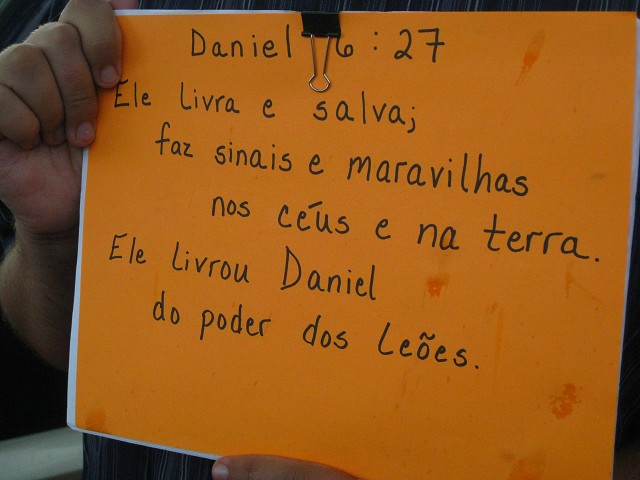 Daniel 6 : 27
Ele livra e salva;
faz sinais e maravilhas
nos céus e na terra.
Ele livrou Daniel
do poder dos leões.